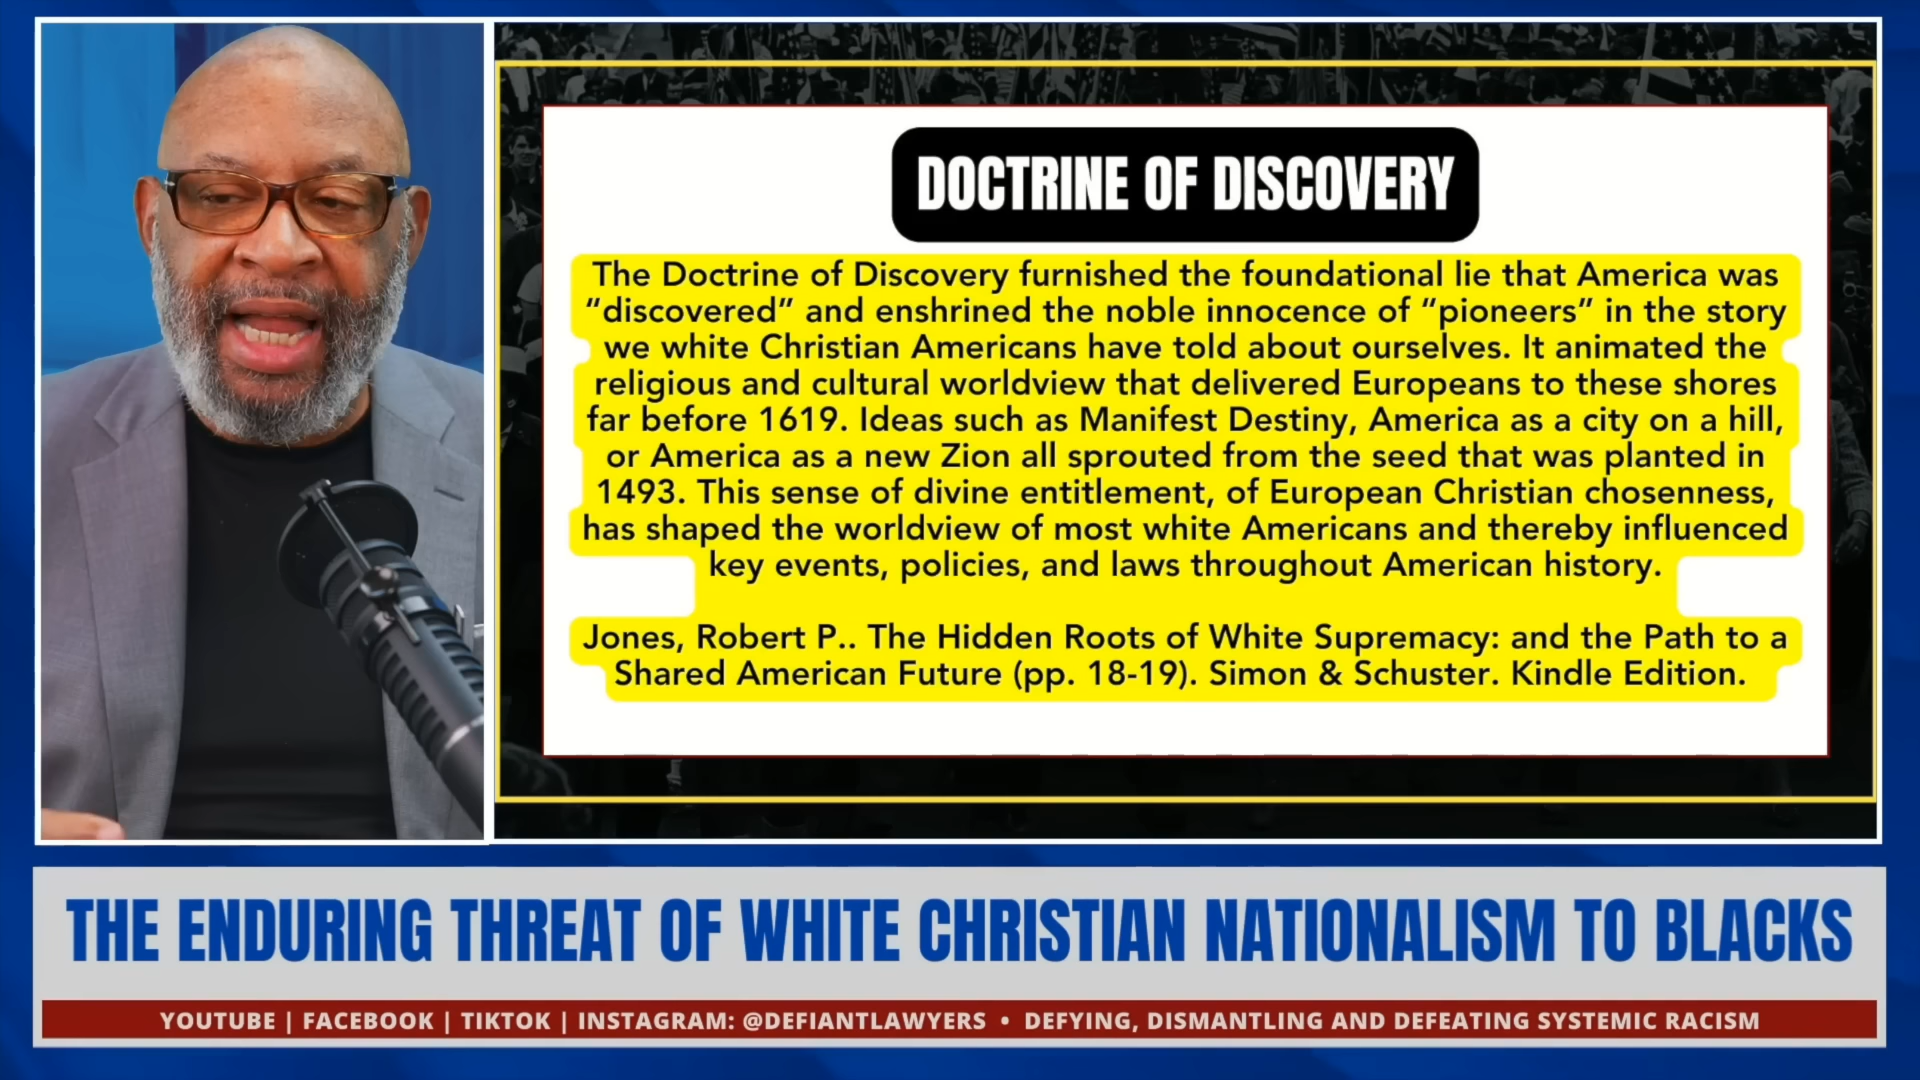 DOCTRINE OF DISCOVERY
The Doctrine of Discovery furnished the foundational lie that America was
“discovered” and enshrined the noble innocence of “pioneers” in the story
we white Christian Americans have told about ourselves. It animated the
religious and cultural worldview that delivered Europeans to these shores
far before 1619. Ideas such as Manifest Destiny, America as a city on a hill,
or America as a new Zion all sprouted from the seed that was planted in
1493. This sense of divine entitlement, of European Christian chosenness,
has shaped the worldview of most white Americans and thereby influenced
key events, policies, and laws throughout American history.
Jones, Robert P.. The Hidden Roots of White Supremacy: and the Path to a
Shared American Future (pp. 18-19). Simon & Schuster. Kindle Edition.
THE ENDURING THREAT OF WHITE CHRISTIAN NATIONALISM TO BLACKS
YOUTUBE | FACEBOOK | TIKTOK | INSTAGRAM: @DEFIANTLAWYERS • DEFYING, DISMANTLING AND DEFEATING SYSTEMIC RACISM